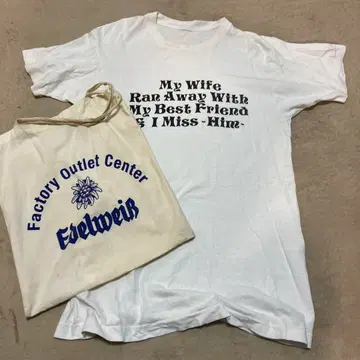 My Wife
Ran Away With
My Best Friend
& I Miss -Him-
Factory Outlet Center
Edelweiß